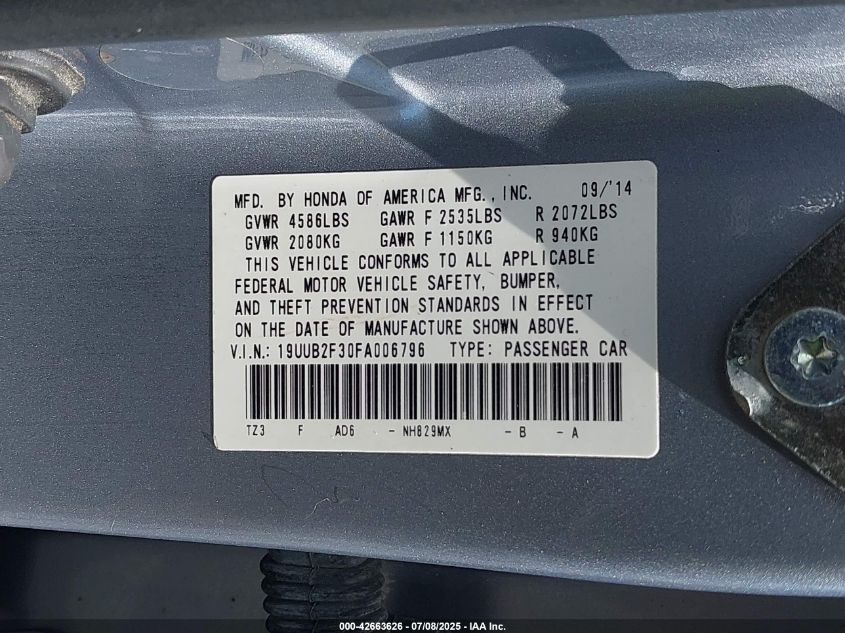 MFD. BY HONDA OF AMERICA MFG., INC. 09/'14
GVWR 4586LBS GAWR F 2535LBS R 2072LBS
GVWR 2080KG GAWR F 1150KG R 940KG
THIS VEHICLE CONFORMS TO ALL APPLICABLE
FEDERAL MOTOR VEHICLE SAFETY, BUMPER,
AND THEFT PREVENTION STANDARDS IN EFFECT
ON THE DATE OF MANUFACTURE SHOWN ABOVE.
V.I.N.: 19UUB2F30FA006796 TYPE: PASSENGER CAR
TZ3 F AD6 - NH829MX - B - A
000-42663626 - 07/08/2025 - IAA Inc.